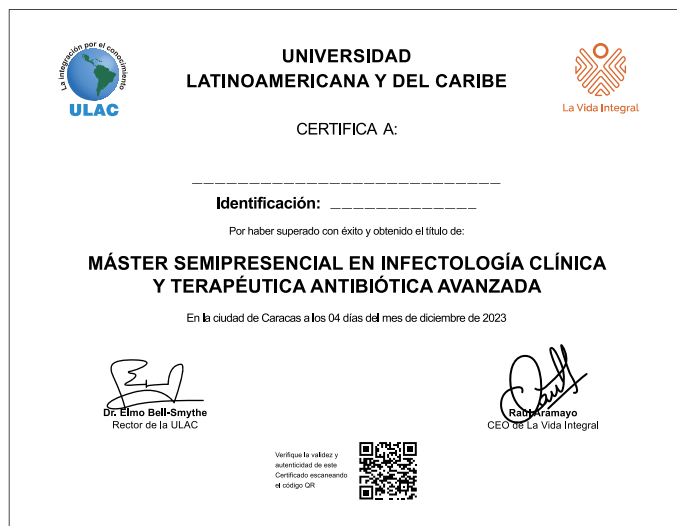 La integración por el conocimiento
ULAC
UNIVERSIDAD
LATINOAMERICANA Y DEL CARIBE
La Vida Integral
CERTIFICA A:
Identificación:
Por haber superado con éxito y obtenido el título de:
MÁSTER SEMIPRESENCIAL EN INFECTOLOGÍA CLÍNICA
Y TERAPÉUTICA ANTIBIÓTICA AVANZADA
En la ciudad de Caracas a los 04 días del mes de diciembre de 2023
Dr. Elmo Bell-Smythe
Rector de la ULAC
Raúl Aramayo
CEO de La Vida Integral
Verifique la validez y
autenticidad de este
Certificado escaneando
el código QR